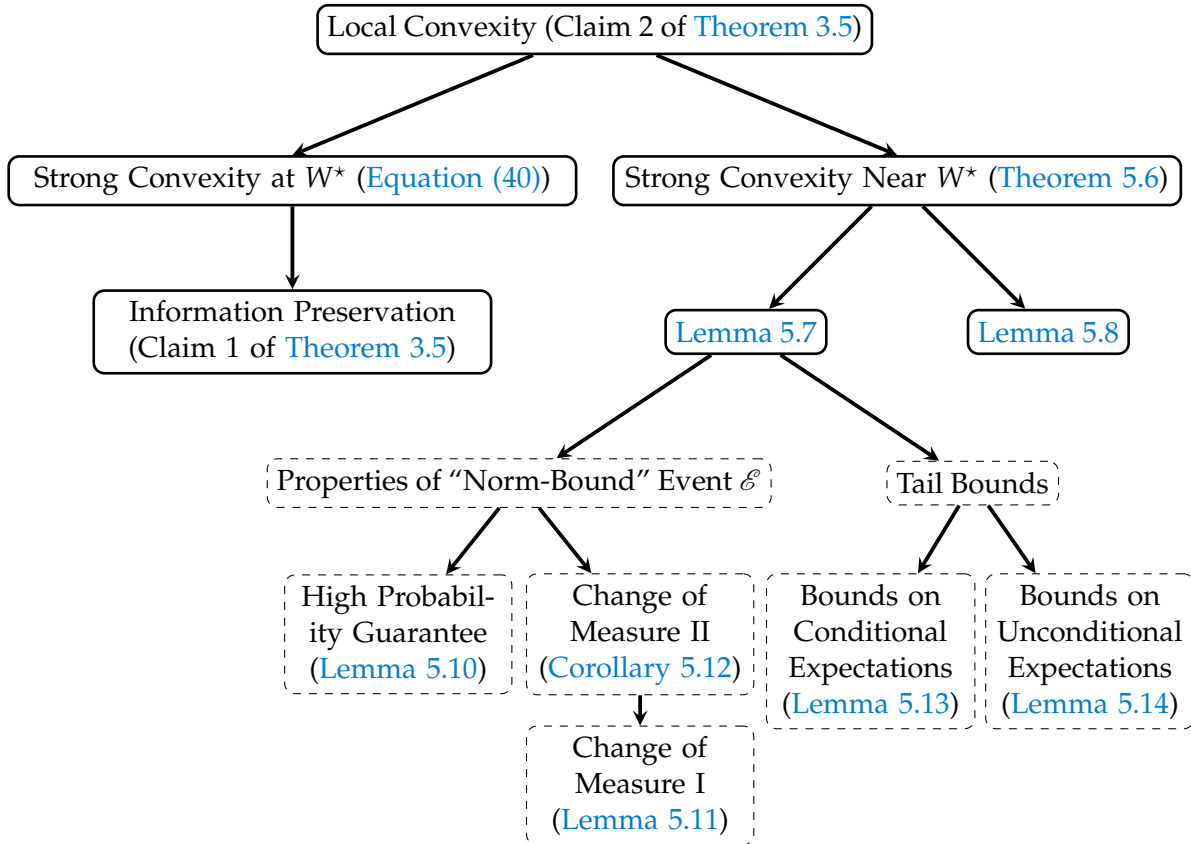 Local Convexity (Claim 2 of Theorem 3.5)
Strong Convexity at W⋆ (Equation (40))
Strong Convexity Near W⋆ (Theorem 5.6)
Information Preservation
(Claim 1 of Theorem 3.5)
Lemma 5.7
Lemma 5.8
Properties of “Norm-Bound” Event ℰ
Tail Bounds
High Probabil-
ity Guarantee
(Lemma 5.10)
Change of
Measure II
(Corollary 5.12)
Bounds on
Conditional
Expectations
(Lemma 5.13)
Bounds on
Unconditional
Expectations
(Lemma 5.14)
Change of
Measure I
(Lemma 5.11)